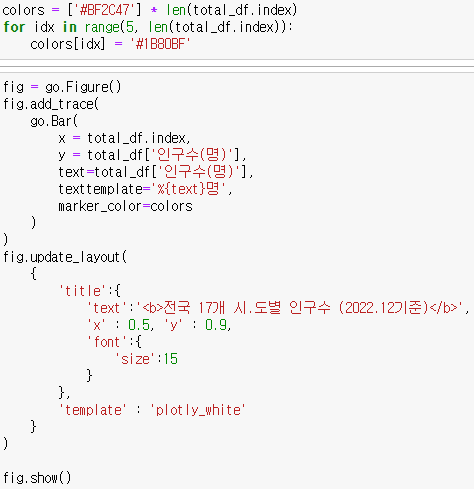 colors = ['#BF2C47'] * len(total_df.index)
for idx in range(5, len(total_df.index)):
    colors[idx] = '#1B80BF'
fig = go.Figure()
fig.add_trace(
    go.Bar(
        x = total_df.index,
        y = total_df['인구수(명)'],
        text=total_df['인구수(명)'],
        texttemplate='%{text}명',
        marker_color=colors
    )
)
fig.update_layout(
    {
        'title':{
            'text':'<b>전국 17개 시.도별 인구수 (2022.12기준)</b>',
            'x' : 0.5, 'y' : 0.9,
            'font':{
                'size':15
            }
        },
        'template' : 'plotly_white'
    }
)
fig.show()